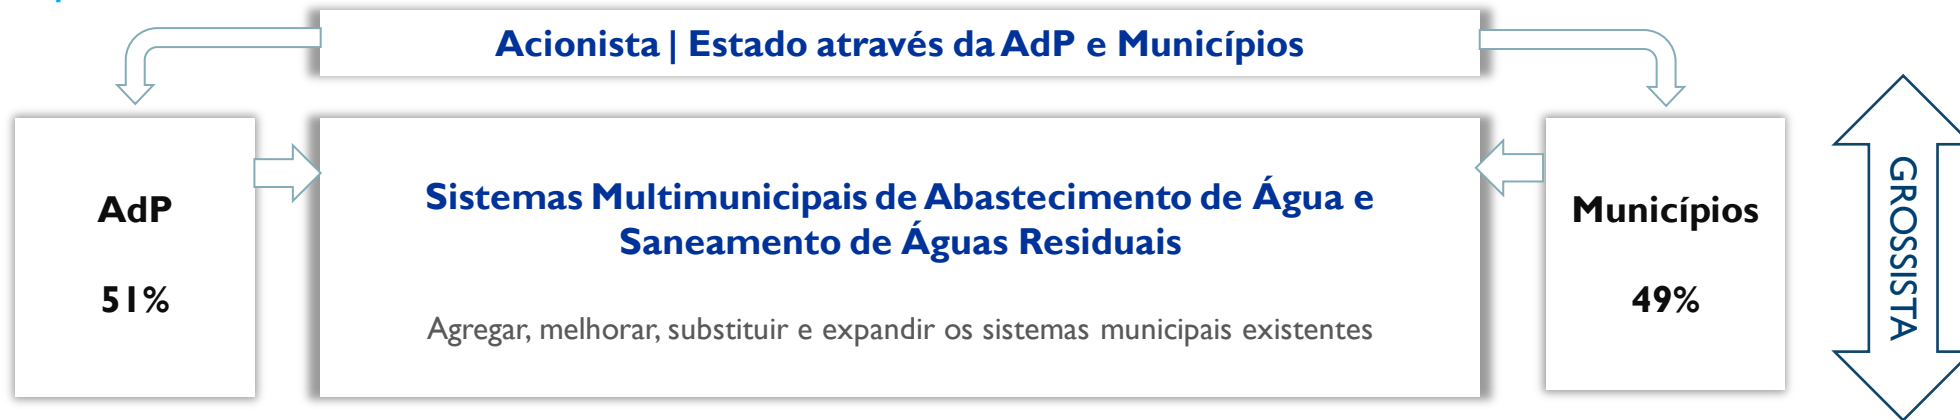 Acionista | Estado através da AdP e Municípios
AdP
51%
Sistemas Multimunicipais de Abastecimento de Água e
Saneamento de Águas Residuais
Agregar, melhorar, substituir e expandir os sistemas municipais existentes
Municípios
49%
GROSSISTA